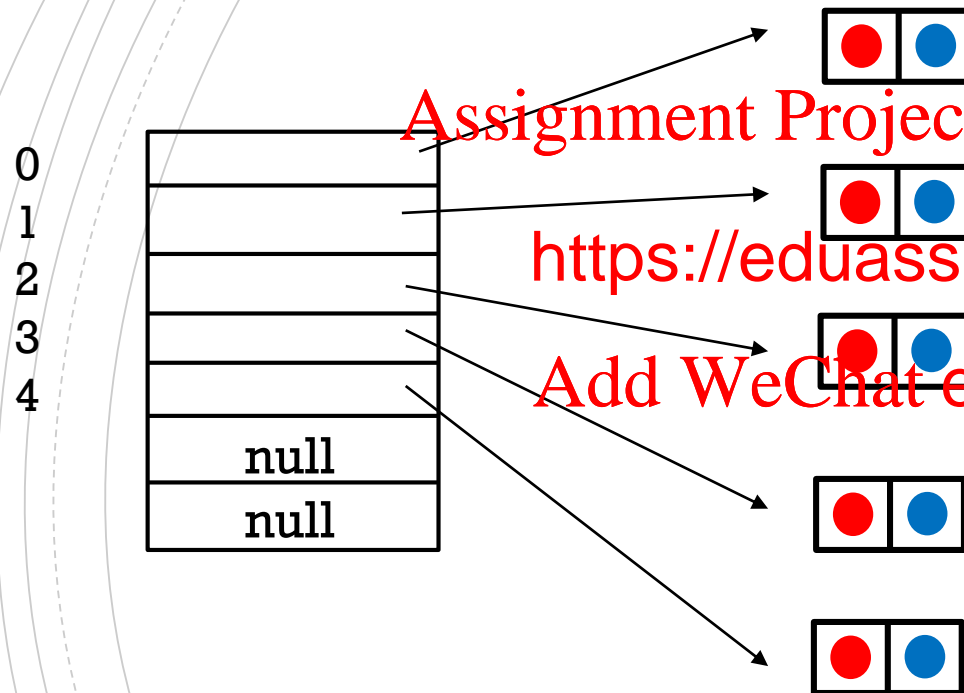 Assignment Projec
0
1
https://eduass
2
3
Add WeChat e
4
null
null